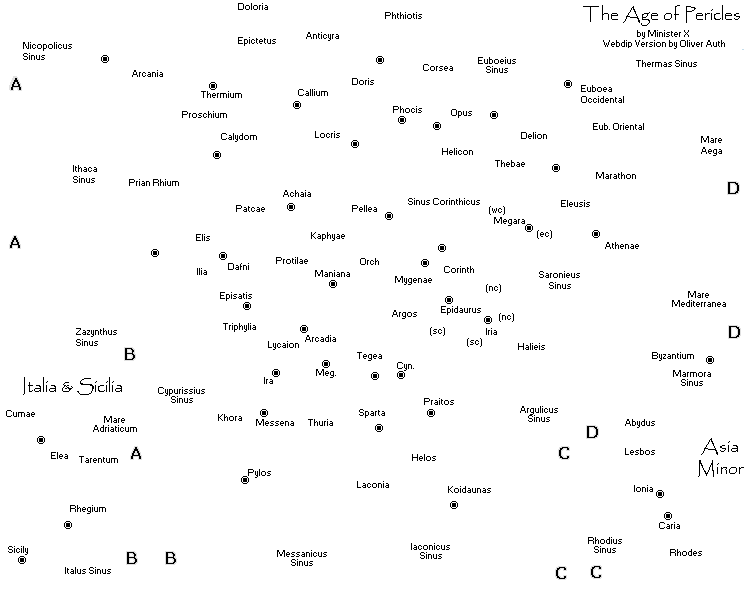 Doloria
Phthiotis
The Age of Pericles
by Minister X
Webdip Version by Oliver Auth
Epictetus
Anticyra
Nicopolicus
Sinus
Corsea
Euboeius
Sinus
Thermas Sinus
Arcania
Doris
A
Thermium
Callium
Euboea
Occidental
Proschium
Phocis
Opus
Eub. Oriental
Calydom
Locris
Delion
Mare
Aega
Helicon
Thebae
Ithaca
Sinus
Prian Rhium
Marathon
D
Achaia
Patcae
Pellea
Sinus Corinthicus
(wc)
Eleusis
Megara
(ec)
A
Elis
Kaphyae
Athenae
Ilia
Dafni
Protilae
Orch
Maniana
Mygenae
Corinth
Saronieus
Sinus
(nc)
Episatis
Mare
Mediterranea
Argos
Epidaurus
(nc)
Triphylia
(sc)
Iria
D
Zazynthus
Sinus
Lycaion
Arcadia
(sc)
Halieis
B
Tegea
Cyn.
Byzantium
Meg.
Ira
Marmora
Sinus
Italia & Sicilia
Cypurissius
Sinus
Praitos
Cumae
Mare
Adriaticum
Khora
Messena
Thuria
Sparta
Argulicus
Sinus
Abydus
D
Elea
Tarentum
A
Helos
C
Lesbos
Asia
Minor
Pylos
Laconia
Koidaunas
Ionia
Rhegium
Caria
Sicily
B
B
Messanicus
Sinus
Iaconicus
Sinus
Rhodius
Sinus
Rhodes
Italus Sinus
C
C